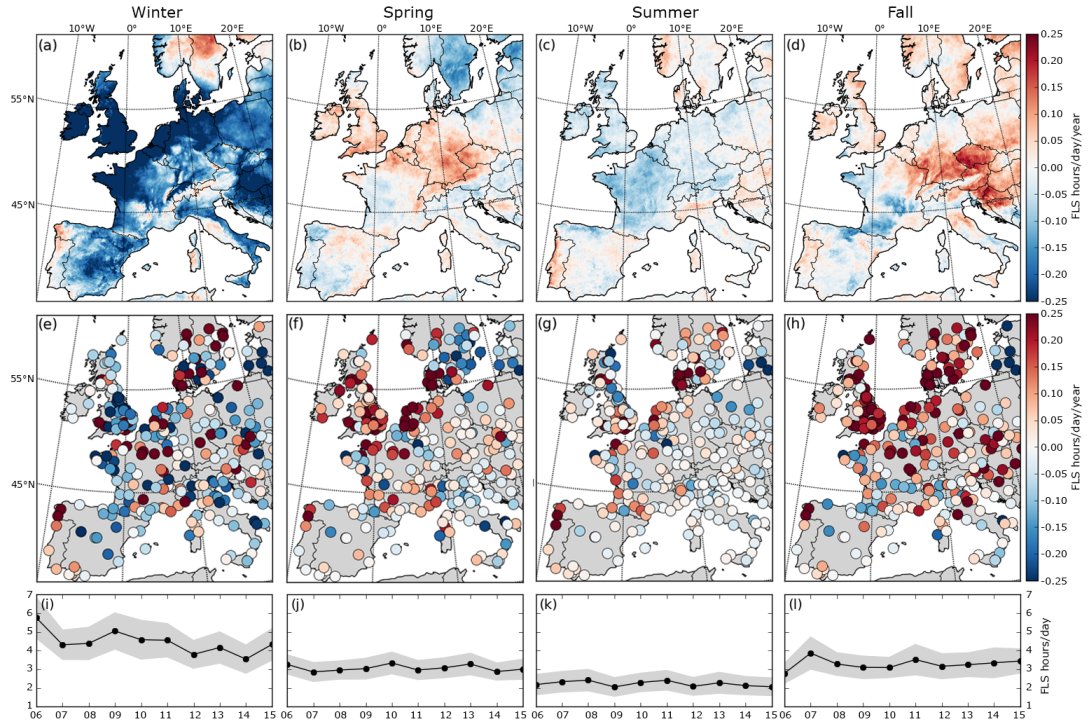 Winter Spring Summer Fall
10°W 0° 10°E 20°E 10°W 0° 10°E 20°E 10°W 0° 10°E 20°E 10°W 0° 10°E 20°E
(a) (b) (c) (d)
55°N
45°N
0.25
0.20
0.15
0.10
0.05
0.00
-0.05
-0.10
-0.15
-0.20
-0.25
FLS hours/day/year
(e) (f) (g) (h)
55°N
45°N
0.25
0.20
0.15
0.10
0.05
0.00
-0.05
-0.10
-0.15
-0.20
-0.25
FLS hours/day/year
(i) (j) (k) (l)
7 7
6 6
5 5
4 4
3 3
2 2
1 1
FLS hours/day
06 07 08 09 10 11 12 13 14 15 06 07 08 09 10 11 12 13 14 15 06 07 08 09 10 11 12 13 14 15 06 07 08 09 10 11 12 13 14 15